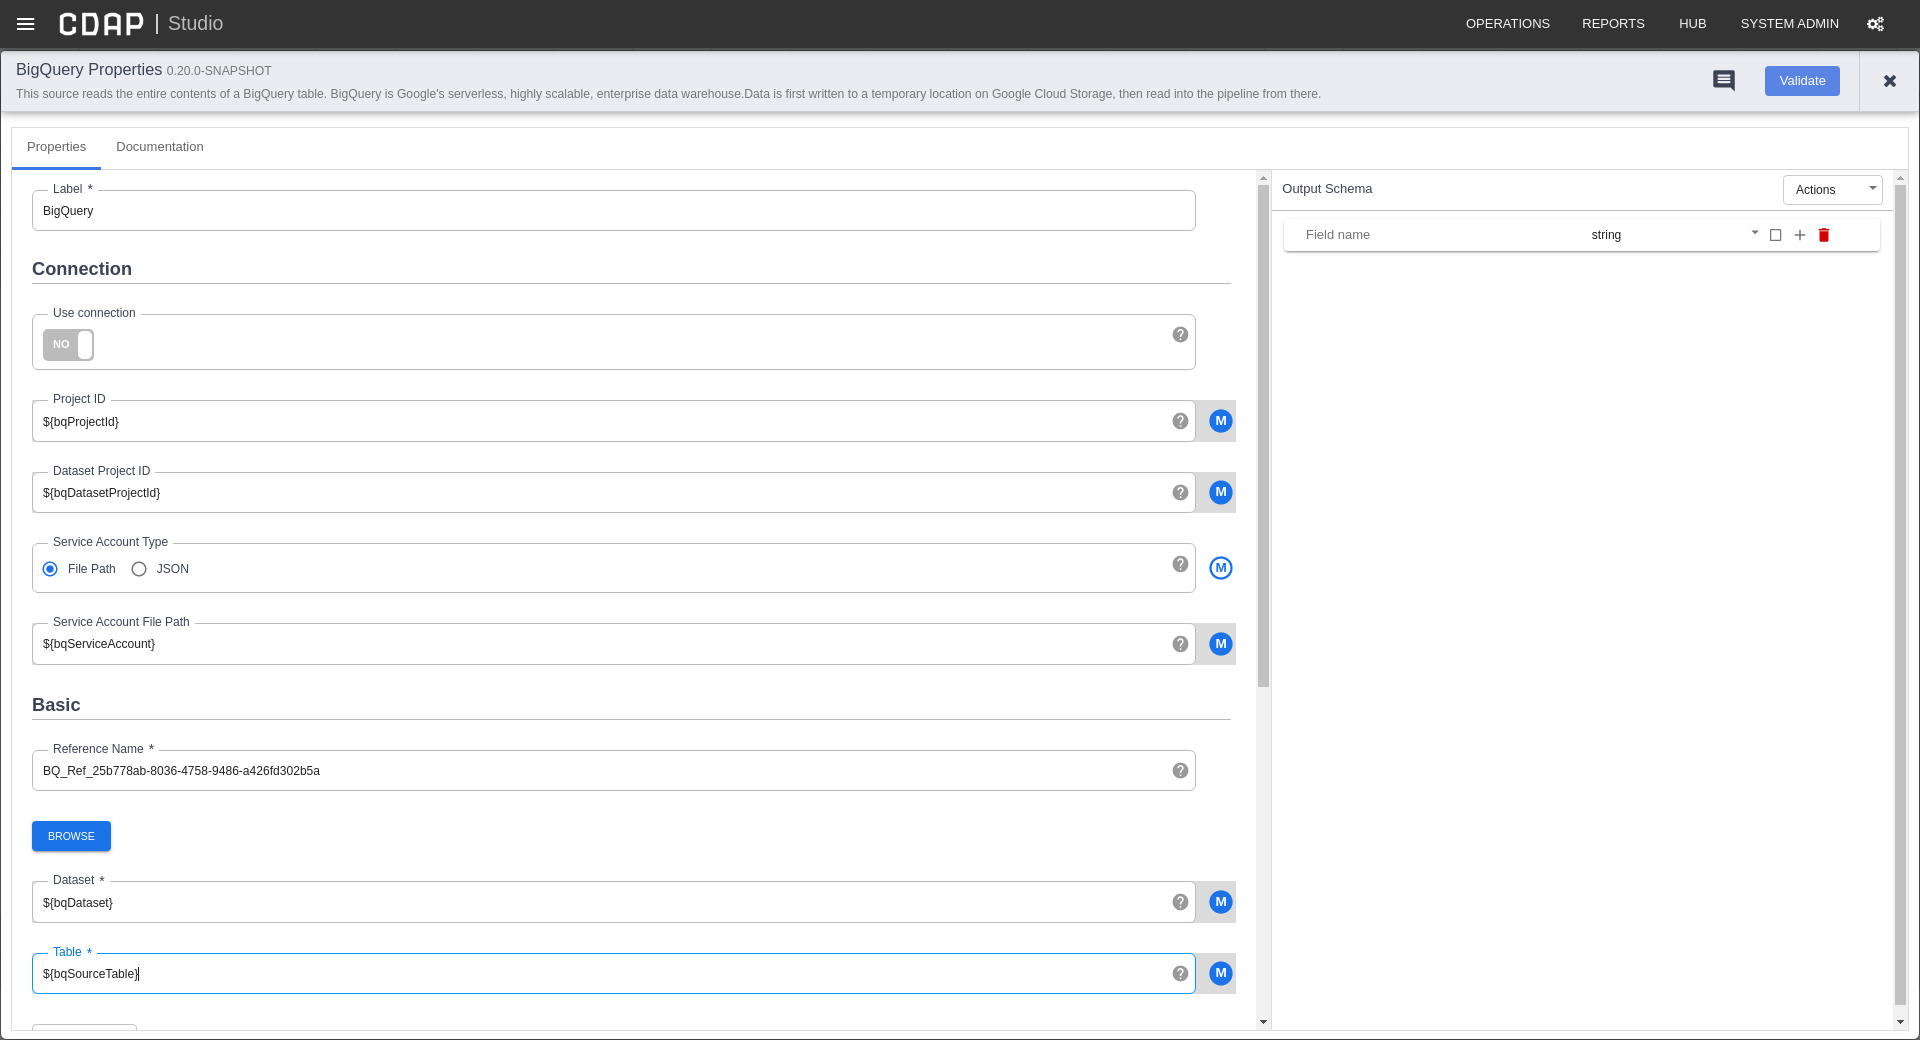 CDAP | Studio
OPERATIONS REPORTS HUB SYSTEM ADMIN
BigQuery Properties 0.20.0-SNAPSHOT
This source reads the entire contents of a BigQuery table. BigQuery is Google's serverless, highly scalable, enterprise data warehouse.Data is first written to a temporary location on Google Cloud Storage, then read into the pipeline from there.
Validate
Properties Documentation
Label *
BigQuery
Connection
Use connection
NO
Project ID
${bqProjectId}
M
Dataset Project ID
${bqDatasetProjectId}
M
Service Account Type
File Path JSON
M
Service Account File Path
${bqServiceAccount}
M
Basic
Reference Name *
BQ_Ref_25b778ab-8036-4758-9486-a426fd302b5a
BROWSE
Dataset *
${bqDataset}
M
Table *
${bqSourceTable}
M
Output Schema
Actions
Field name string